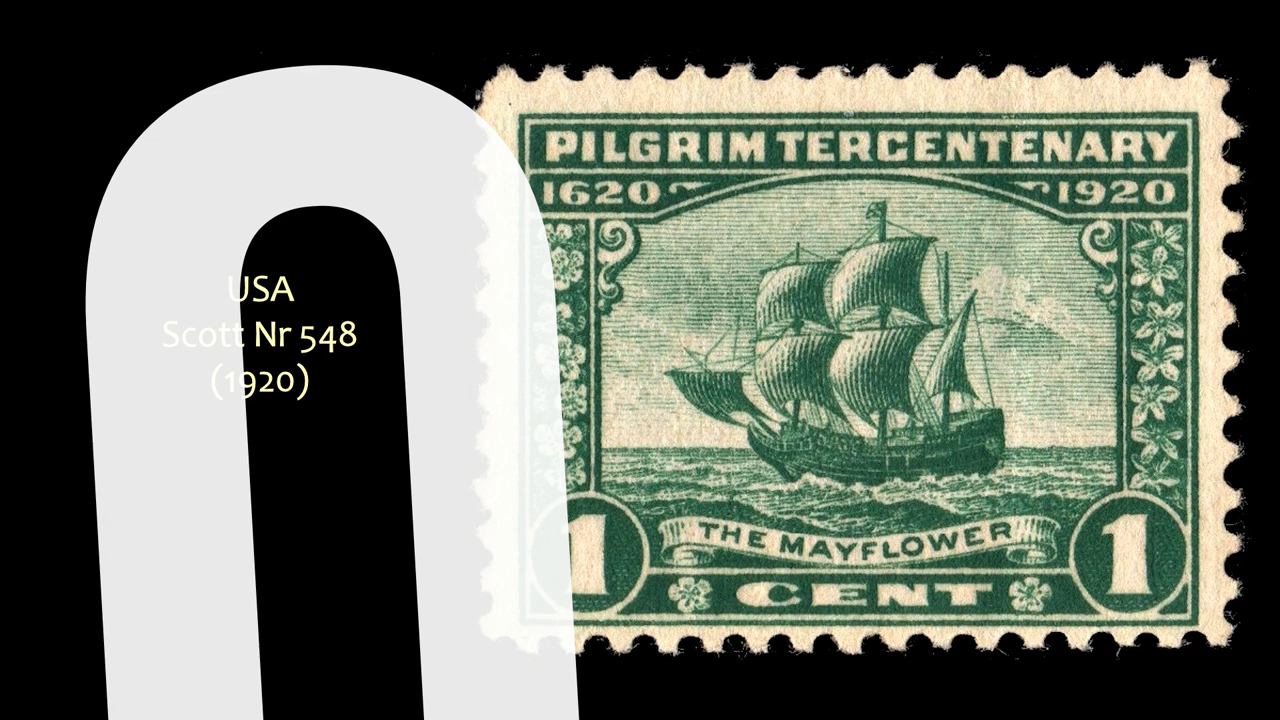 USA
Scott Nr 548
(1920)
PILGRIM TERCENTENARY
1620 1920
THE MAYFLOWER
1 CENT 1